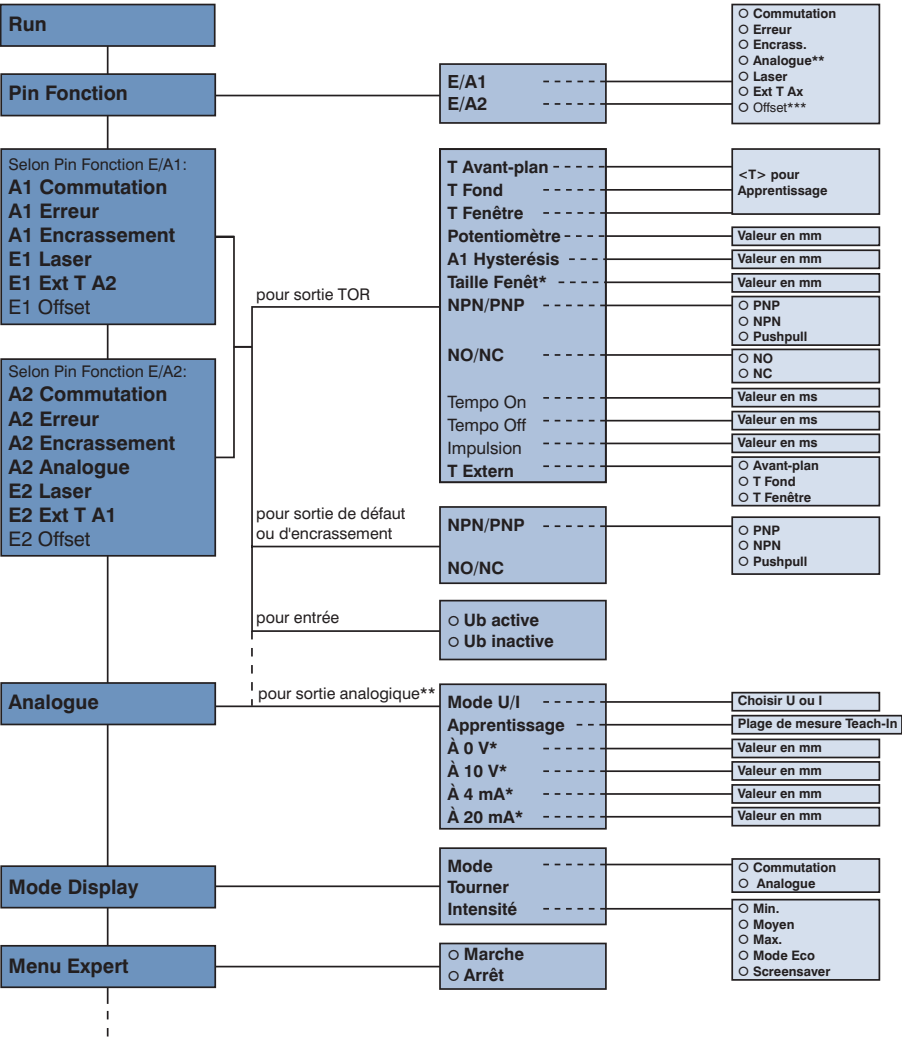 Run
Pin Fonction
E/A1
E/A2
Commutation
Erreur
Encrass.
Analogue**
Laser
Ext T Ax
Offset***
Selon Pin Fonction E/A1:
A1 Commutation
A1 Erreur
A1 Encrassement
E1 Laser
E1 Ext T A2
E1 Offset
Selon Pin Fonction E/A2:
A2 Commutation
A2 Erreur
A2 Encrassement
A2 Analogue
E2 Laser
E2 Ext T A1
E2 Offset
pour sortie TOR
T Avant-plan
T Fond
T Fenêtre
<T> pour
Apprentissage
Potentiomètre
Valeur en mm
A1 Hysterésis
Valeur en mm
Taille Fenêt*
Valeur en mm
NPN/PNP
PNP
NPN
Pushpull
NO/NC
NO
NC
Tempo On
Valeur en ms
Tempo Off
Valeur en ms
Impulsion
Valeur en ms
T Extern
Avant-plan
T Fond
T Fenêtre
pour sortie de défaut
ou d'encrassement
NPN/PNP
NO/NC
PNP
NPN
Pushpull
pour entrée
Ub active
Ub inactive
Analogue
pour sortie analogique**
Mode U/I
Choisir U ou I
Apprentissage
Plage de mesure Teach-In
À 0 V*
Valeur en mm
À 10 V*
Valeur en mm
À 4 mA*
Valeur en mm
À 20 mA*
Valeur en mm
Mode Display
Mode
Tourner
Intensité
Commutation
Analogue
Min.
Moyen
Max.
Mode Eco
Screensaver
Menu Expert
Marche
Arrêt